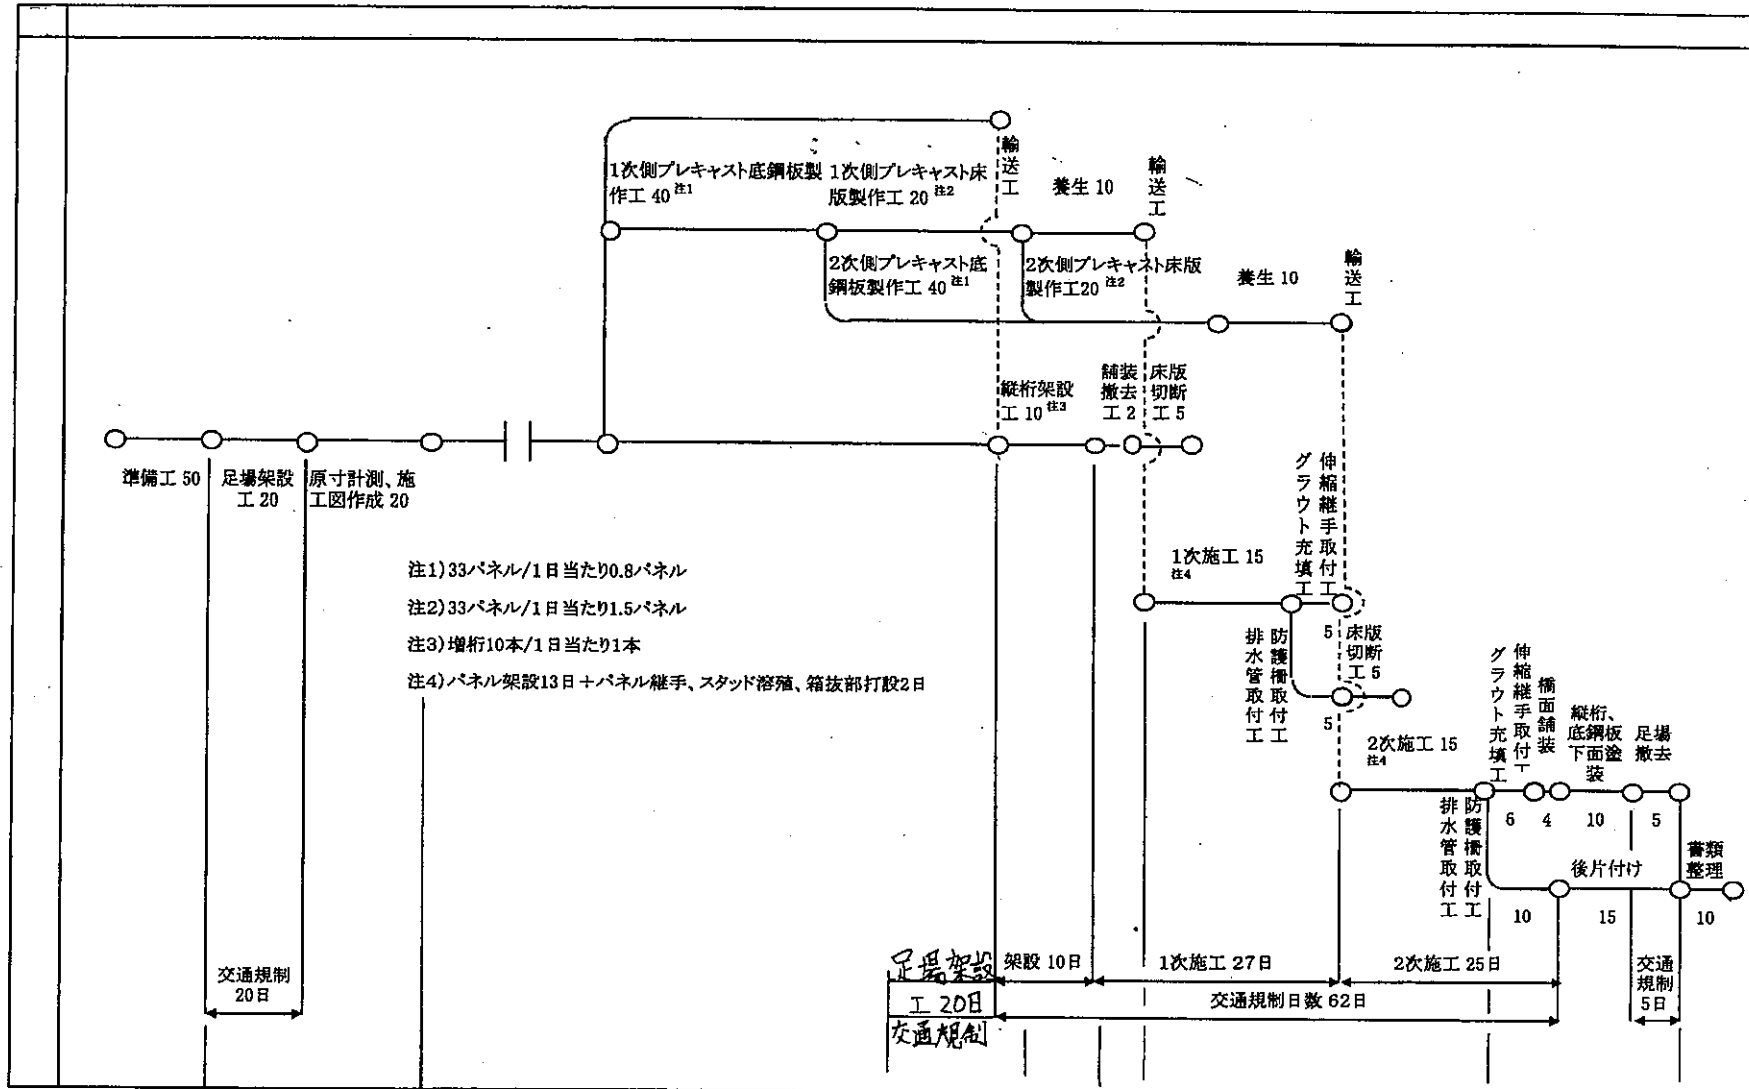 1次側プレキャスト底鋼板製
作工 40 注1
1次側プレキャスト床
版製作工 20 注2
輸送工
養生 10
輸送工
2次側プレキャスト底
鋼板製作工 40 注1
2次側プレキャスト床版
製作工20 注2
養生 10
輸送工
縦桁架設
工 10 注3
舗装
撤去
工 2
床版
切断
工 5
準備工 50
足場架設
工 20
原寸計測、施
工図作成 20
注1)33パネル/1日当たり0.8パネル
注2)33パネル/1日当たり1.5パネル
注3)増桁10本/1日当たり1本
注4)パネル架設13日+パネル継手、スタッド溶殖、箱抜部打設2日
1次施工 15
注4
伸縮継手取付工
グラウト充填工
5
防護柵取付工
排水管取付工
5
床版
切断
工 5
2次施工 15
注4
伸縮継手取付工
グラウト充填工
6
橋面舗装
4
縦桁、
底鋼板
下面塗
装
10
足場
撤去
5
防護柵取付工
排水管取付工
10
後片付け
15
書類
整理
10
交通規制
20日
足場架設
工 20日
交通規制
架設 10日
1次施工 27日
2次施工 25日
交通規制日数 62日
交通
規制
5日